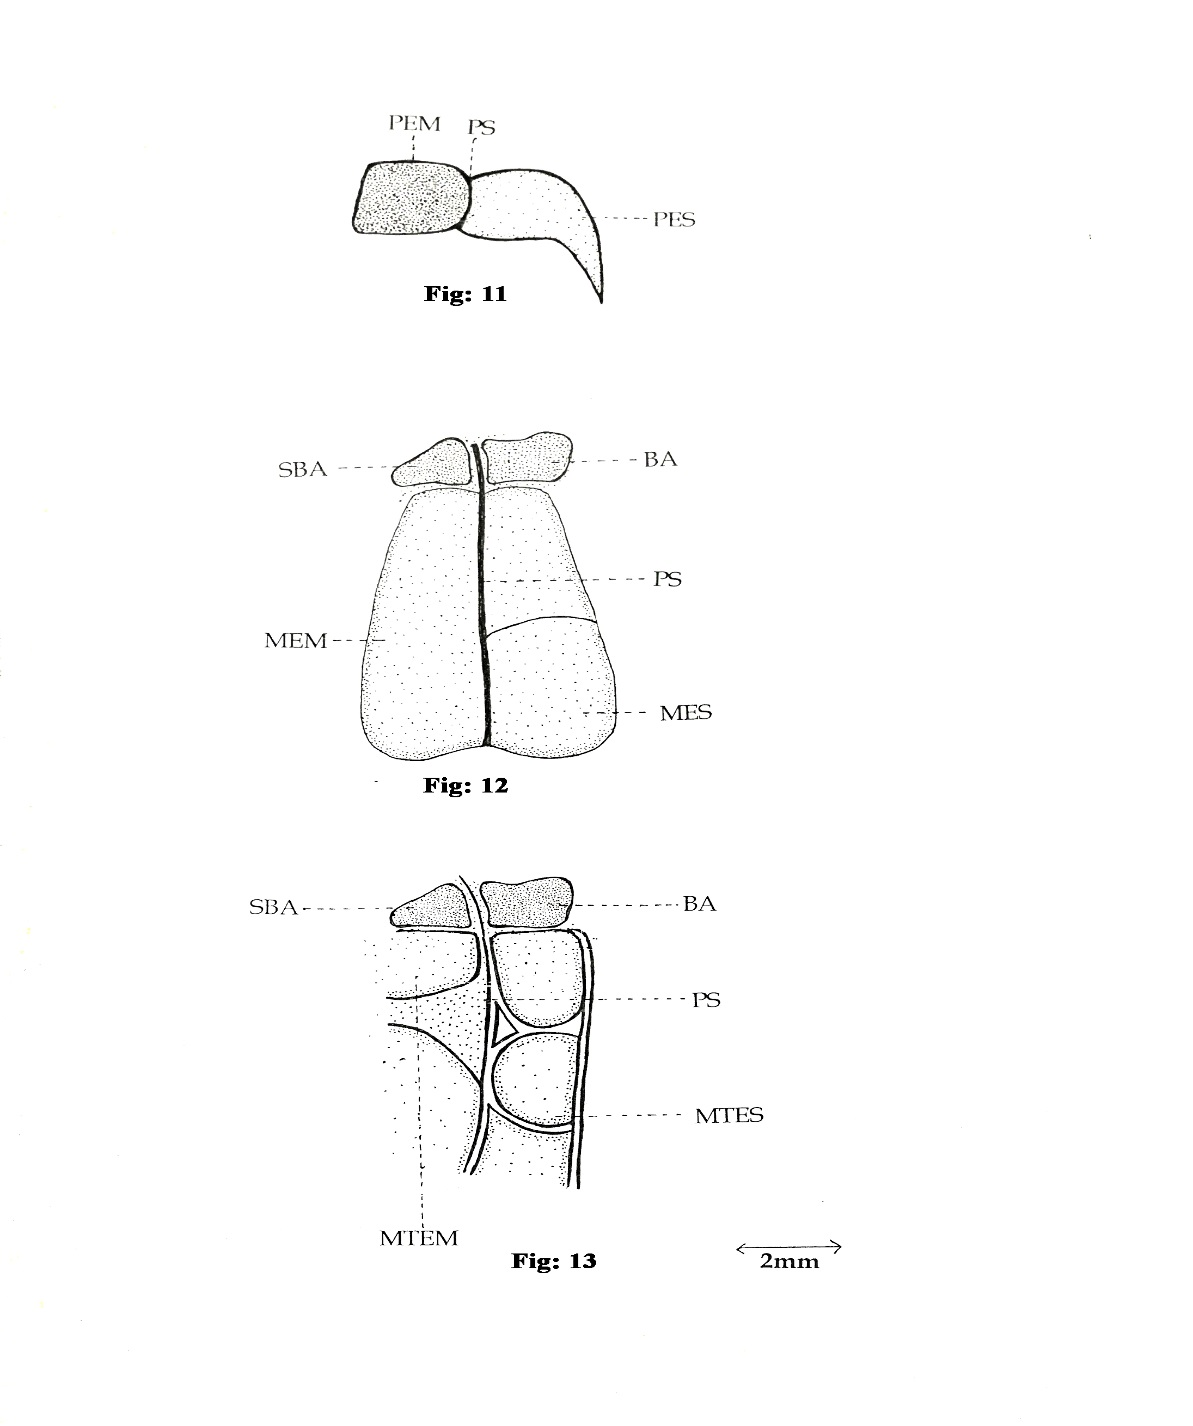 PEM PS
PES
Fig: 11
SBA BA
PS
MEM
MES
Fig: 12
SBA BA
PS
MTES
MTEM
Fig: 13
2mm